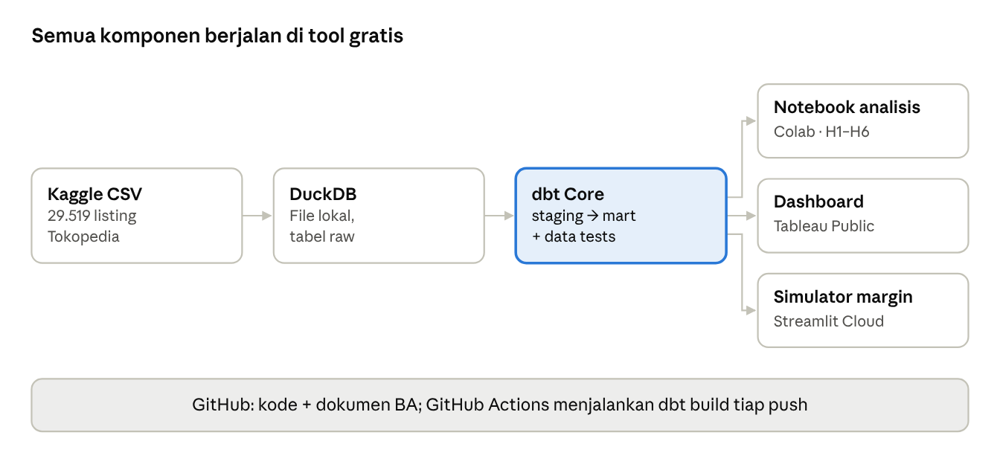 Semua komponen berjalan di tool gratis
Kaggle CSV
29.519 listing
Tokopedia
DuckDB
File lokal,
tabel raw
dbt Core
staging → mart
+ data tests
Notebook analisis
Colab · H1–H6
Dashboard
Tableau Public
Simulator margin
Streamlit Cloud
GitHub: kode + dokumen BA; GitHub Actions menjalankan dbt build tiap push